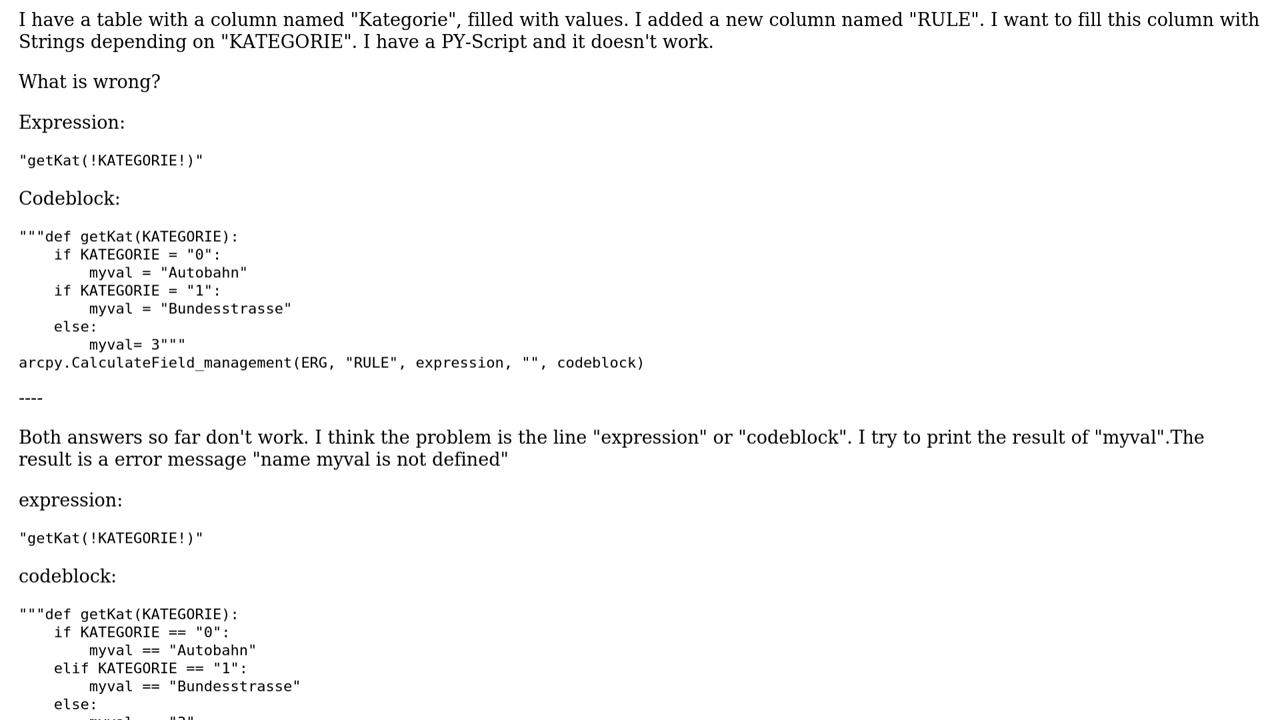 I have a table with a column named "Kategorie", filled with values. I added a new column named "RULE". I want to fill this column with
Strings depending on "KATEGORIE". I have a PY-Script and it doesn't work.
What is wrong?
Expression:
"getKat(!KATEGORIE!)"
Codeblock:
"""def getKat(KATEGORIE):
    if KATEGORIE = "0":
        myval = "Autobahn"
    if KATEGORIE = "1":
        myval = "Bundesstrasse"
    else:
        myval= 3"""
arcpy.CalculateField_management(ERG, "RULE", expression, "", codeblock)
----
Both answers so far don't work. I think the problem is the line "expression" or "codeblock". I try to print the result of "myval".The
result is a error message "name myval is not defined"
expression:
"getKat(!KATEGORIE!)"
codeblock:
"""def getKat(KATEGORIE):
    if KATEGORIE == "0":
        myval == "Autobahn"
    elif KATEGORIE == "1":
        myval == "Bundesstrasse"
    else: